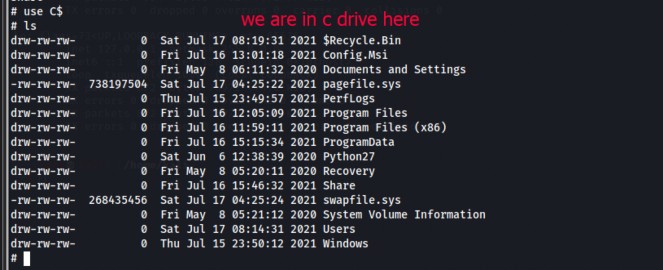 # use C$
we are in c drive here
# ls
drw-rw-rw-          0  Sat Jul 17 08:19:31 2021 $Recycle.Bin
drw-rw-rw-          0  Fri Jul 16 13:01:18 2021 Config.Msi
drw-rw-rw-          0  Fri May  8 06:11:32 2020 Documents and Settings
-rw-rw-rw-  738197504  Sat Jul 17 04:25:22 2021 pagefile.sys
drw-rw-rw-          0  Thu Jul 15 23:49:57 2021 PerfLogs
drw-rw-rw-          0  Fri Jul 16 12:05:09 2021 Program Files
drw-rw-rw-          0  Fri Jul 16 11:59:11 2021 Program Files (x86)
drw-rw-rw-          0  Fri Jul 16 15:15:34 2021 ProgramData
drw-rw-rw-          0  Sat Jun  6 12:38:39 2020 Python27
drw-rw-rw-          0  Fri May  8 05:20:11 2020 Recovery
drw-rw-rw-          0  Fri Jul 16 15:46:32 2021 Share
-rw-rw-rw-  268435456  Sat Jul 17 04:25:24 2021 swapfile.sys
drw-rw-rw-          0  Fri May  8 05:21:12 2020 System Volume Information
drw-rw-rw-          0  Sat Jul 17 08:14:31 2021 Users
drw-rw-rw-          0  Thu Jul 15 23:50:12 2021 Windows
#